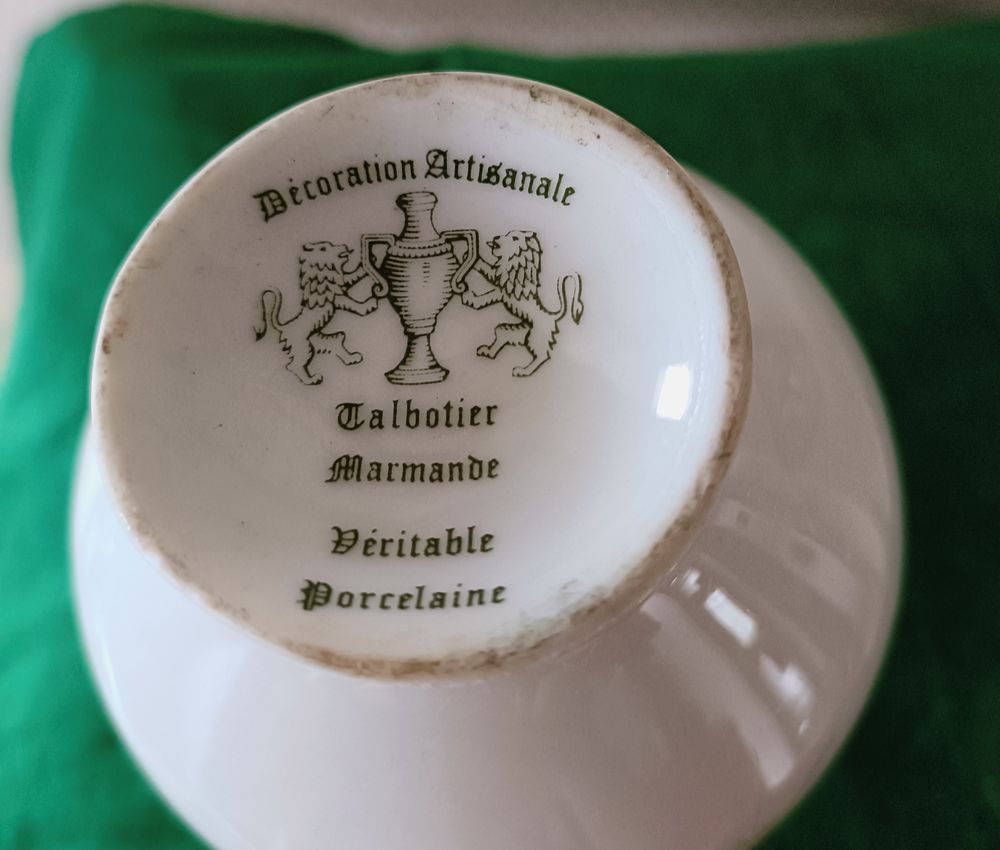 Décoration Artisanale
Talbotier
Marmande
Véritable
Porcelaine